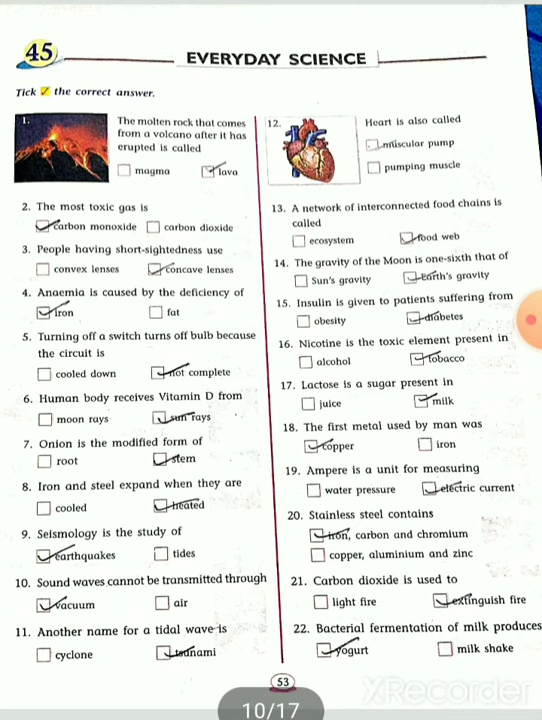 45
EVERYDAY SCIENCE
Tick ✓ the correct answer.
1.
The molten rock that comes
from a volcano after it has
erupted is called
magma lava
2. The most toxic gas is
carbon monoxide carbon dioxide
3. People having short-sightedness use
convex lenses concave lenses
4. Anaemia is caused by the deficiency of
iron fat
5. Turning off a switch turns off bulb because
the circuit is
cooled down not complete
6. Human body receives Vitamin D from
moon rays sun rays
7. Onion is the modified form of
root stem
8. Iron and steel expand when they are
cooled heated
9. Seismology is the study of
earthquakes tides
10. Sound waves cannot be transmitted through
vacuum air
11. Another name for a tidal wave is
cyclone tsunami
12.
Heart is also called
muscular pump
pumping muscle
13. A network of interconnected food chains is
called
ecosystem food web
14. The gravity of the Moon is one-sixth that of
Sun's gravity Earth's gravity
15. Insulin is given to patients suffering from
obesity diabetes
16. Nicotine is the toxic element present in
alcohol tobacco
17. Lactose is a sugar present in
juice milk
18. The first metal used by man was
copper iron
19. Ampere is a unit for measuring
water pressure electric current
20. Stainless steel contains
iron, carbon and chromium
copper, aluminium and zinc
21. Carbon dioxide is used to
light fire extinguish fire
22. Bacterial fermentation of milk produces
yogurt milk shake
53
10/17
XRecorder